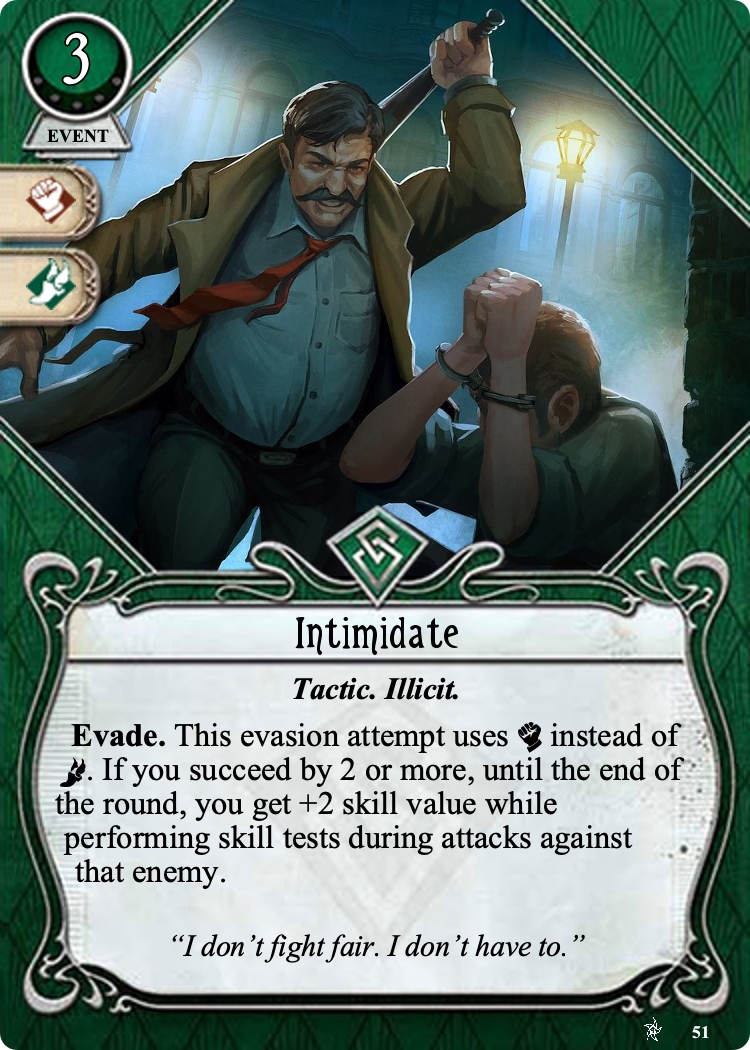 3
EVENT
Intimidate
Tactic. Illicit.
Evade. This evasion attempt uses instead of
. If you succeed by 2 or more, until the end of
the round, you get +2 skill value while
performing skill tests during attacks against
that enemy.
“I don’t fight fair. I don’t have to.”
51